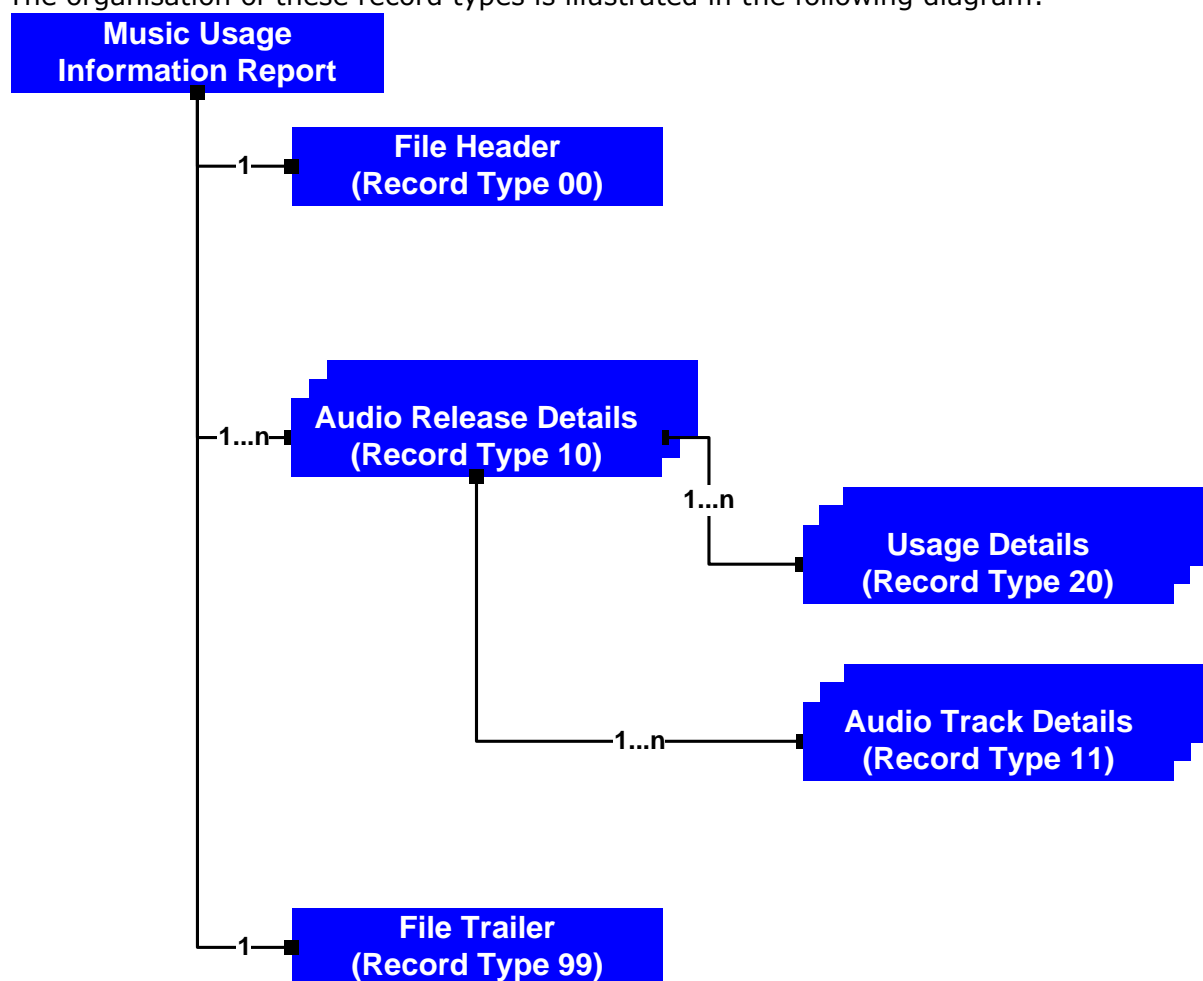 The organisation of these record types is illustrated in the following diagram:
Music Usage
Information Report
1
File Header
(Record Type 00)
1...n
Audio Release Details
(Record Type 10)
1...n
Usage Details
(Record Type 20)
1...n
Audio Track Details
(Record Type 11)
1
File Trailer
(Record Type 99)